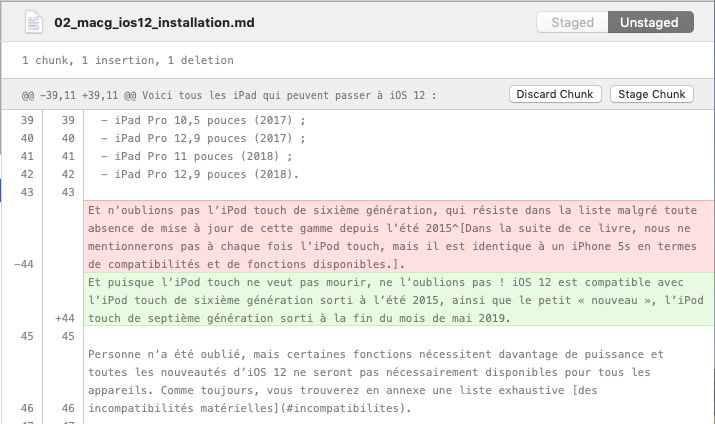 02_macg_ios12_installation.md
Staged Unstaged
1 chunk, 1 insertion, 1 deletion
@@ -39,11 +39,11 @@ Voici tous les iPad qui peuvent passer à iOS 12 : Discard Chunk Stage Chunk
39 39 - iPad Pro 10,5 pouces (2017) ;
40 40 - iPad Pro 12,9 pouces (2017) ;
41 41 - iPad Pro 11 pouces (2018) ;
42 42 - iPad Pro 12,9 pouces (2018).
43 43
Et n’oublions pas l’iPod touch de sixième génération, qui résiste dans la liste malgré toute
absence de mise à jour de cette gamme depuis l’été 2015^[Dans la suite de ce livre, nous ne
mentionnerons pas à chaque fois l’iPod touch, mais il est identique à un iPhone 5s en termes
-44 de compatibilités et de fonctions disponibles.].
Et puisque l’iPod touch ne veut pas mourir, ne l’oublions pas ! iOS 12 est compatible avec
l’iPod touch de sixième génération sorti à l’été 2015, ainsi que le petit « nouveau », l’iPod
+44 touch de septième génération sorti à la fin du mois de mai 2019.
45 45
Personne n’a été oublié, mais certaines fonctions nécessitent davantage de puissance et
toutes les nouveautés d’iOS 12 ne seront pas nécessairement disponibles pour tous les
appareils. Comme toujours, vous trouverez en annexe une liste exhaustive [des
46 46 incompatibilités matérielles](#incompatibilites).